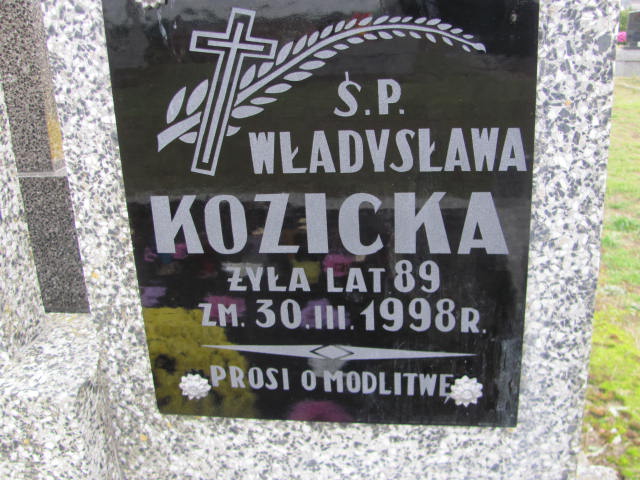 Ś.P.
WŁADYSŁAWA
KOZICKA
ŻYŁA LAT 89
ZM. 30.III.1998R.
PROSI O MODLITWĘ